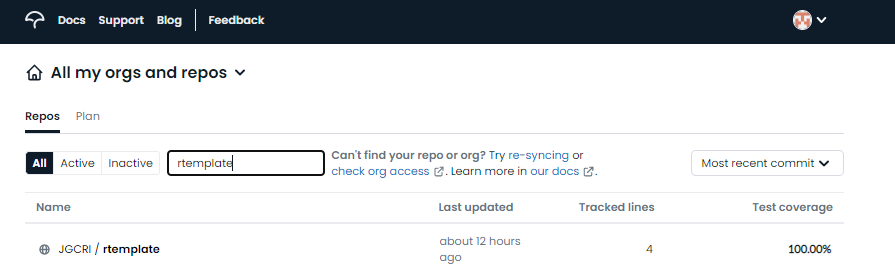 Docs Support Blog Feedback
All my orgs and repos
Repos Plan
All Active Inactive rtemplate Can't find your repo or org? Try re-syncing or
check org access. Learn more in our docs. Most recent commit
Name Last updated Tracked lines Test coverage
JGCRI / rtemplate about 12 hours 4 100.00%
ago